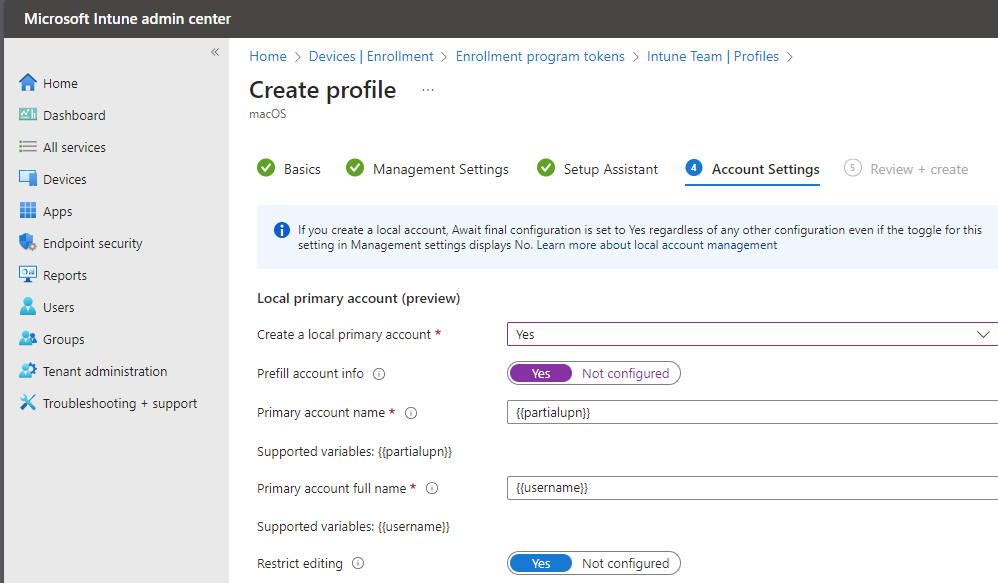 Microsoft Intune admin center
«
Home > Devices | Enrollment > Enrollment program tokens > Intune Team | Profiles >
Home
Dashboard
All services
Devices
Apps
Endpoint security
Reports
Users
Groups
Tenant administration
Troubleshooting + support
Create profile ...
macOS
Basics Management Settings Setup Assistant 4 Account Settings 5 Review + create
If you create a local account, Await final configuration is set to Yes regardless of any other configuration even if the toggle for this
setting in Management settings displays No. Learn more about local account management
Local primary account (preview)
Create a local primary account * Yes
Prefill account info Yes Not configured
Primary account name * {{partialupn}}
Supported variables: {{partialupn}}
Primary account full name * {{username}}
Supported variables: {{username}}
Restrict editing Yes Not configured